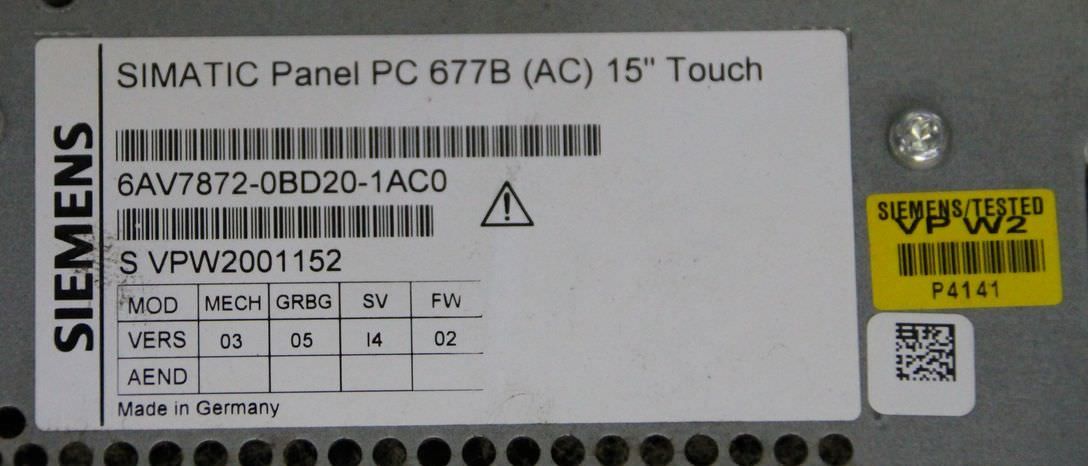 SIEMENS
SIMATIC Panel PC 677B (AC) 15" Touch
6AV7872-0BD20-1AC0
S VPW2001152
MOD MECH GRBG SV FW
VERS 03 05 I4 02
AEND
Made in Germany
SIEMENS/TESTED
VP W2
P4141